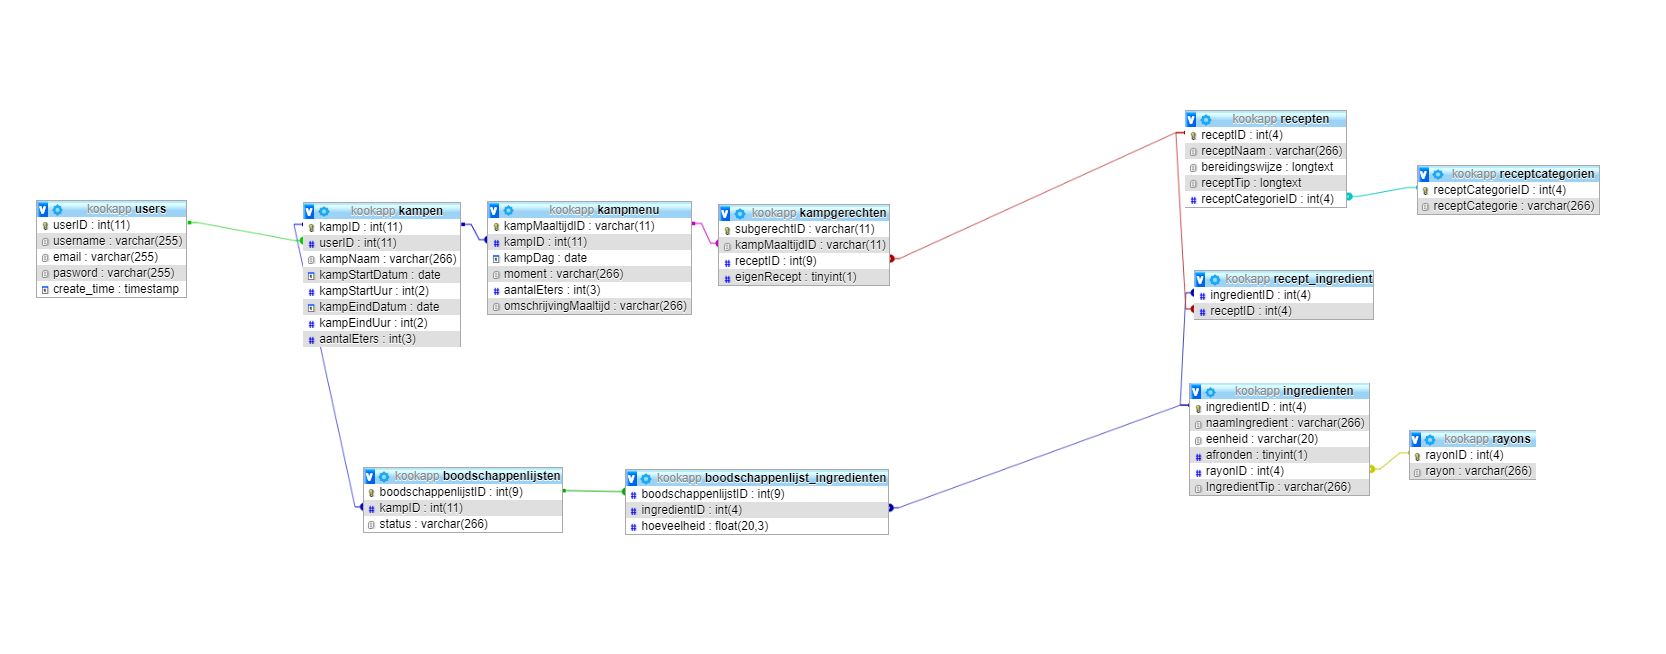 kookapp users
userID : int(11)
username : varchar(255)
email : varchar(255)
pasword : varchar(255)
create_time : timestamp
kookapp kampen
kampID : int(11)
userID : int(11)
kampNaam : varchar(266)
kampStartDatum : date
kampStartUur : int(2)
kampEindDatum : date
kampEindUur : int(2)
aantalEters : int(3)
kookapp kampmenu
kampMaaltijdID : varchar(11)
kampID : int(11)
kampDag : date
moment : varchar(266)
aantalEters : int(3)
omschrijvingMaaltijd : varchar(266)
kookapp kampgerechten
subgerechtID : varchar(11)
kampMaaltijdID : varchar(11)
receptID : int(9)
eigenRecept : tinyint(1)
kookapp recepten
receptID : int(4)
receptNaam : varchar(266)
bereidingswijze : longtext
receptTip : longtext
receptCategorieID : int(4)
kookapp receptcategorien
receptCategorieID : int(4)
receptCategorie : varchar(266)
kookapp recept_ingredient
ingredientID : int(4)
receptID : int(4)
kookapp ingredienten
ingredientID : int(4)
naamIngredient : varchar(266)
eenheid : varchar(20)
afronden : tinyint(1)
rayonID : int(4)
IngredientTip : varchar(266)
kookapp rayons
rayonID : int(4)
rayon : varchar(266)
kookapp boodschappenlijsten
boodschappenlijstID : int(9)
kampID : int(11)
status : varchar(266)
kookapp boodschappenlijst_ingredienten
boodschappenlijstID : int(9)
ingredientID : int(4)
hoeveelheid : float(20,3)